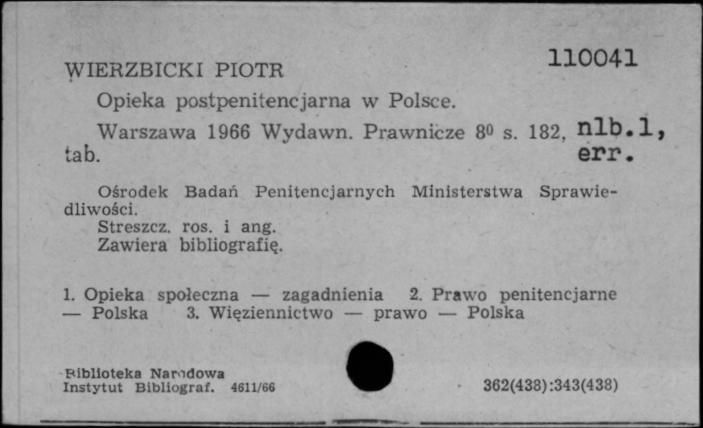 110041
WIERZBICKI PIOTR
Opieka postpenitencjarna w Polsce.
Warszawa 1966 Wydawn. Prawnicze 8⁰ s. 182, nlb.1,
tab. err.
Ośrodek Badań Penitencjarnych Ministerstwa Sprawie-
dliwości.
Streszcz. ros. i ang.
Zawiera bibliografię.
1. Opieka społeczna — zagadnienia 2. Prawo penitencjarne
— Polska 3. Więziennictwo — prawo — Polska
Biblioteka Narodowa
Instytut Bibliograf. 4611/66
362(438):343(438)